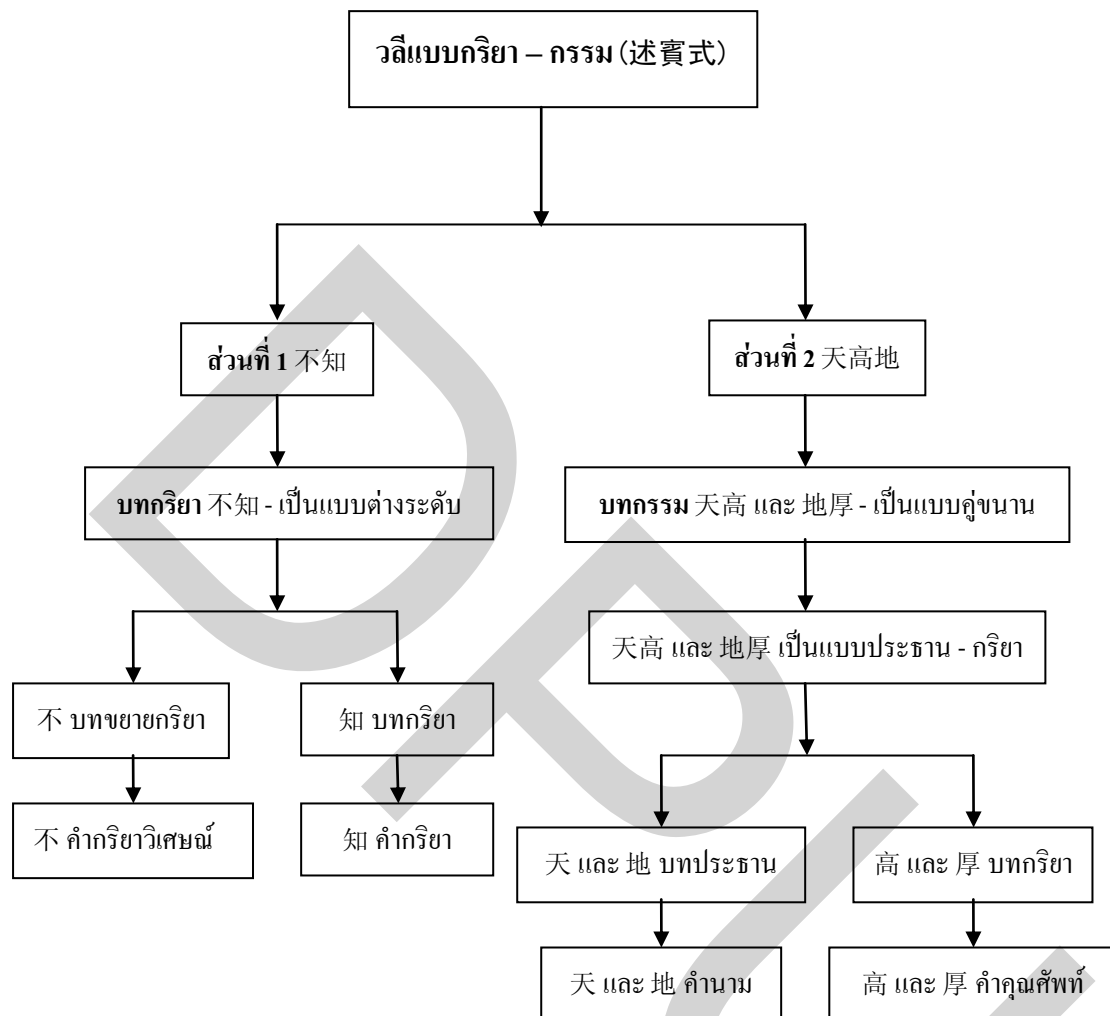 วลีแบบกริยา – กรรม (述賓式)
ส่วนที่ 1 不知
ส่วนที่ 2 天高地
บทกริยา 不知 - เป็นแบบต่างระดับ
บทกรรม 天高 และ 地厚 - เป็นแบบคู่ขนาน
天高 และ 地厚 เป็นแบบประธาน - กริยา
不 บทขยายกริยา
知 บทกริยา
不 คำกริยาวิเศษณ์
知 คำกริยา
天 และ 地 บทประธาน
高 และ 厚 บทกริยา
天 และ 地 คำนาม
高 และ 厚 คำคุณศัพท์